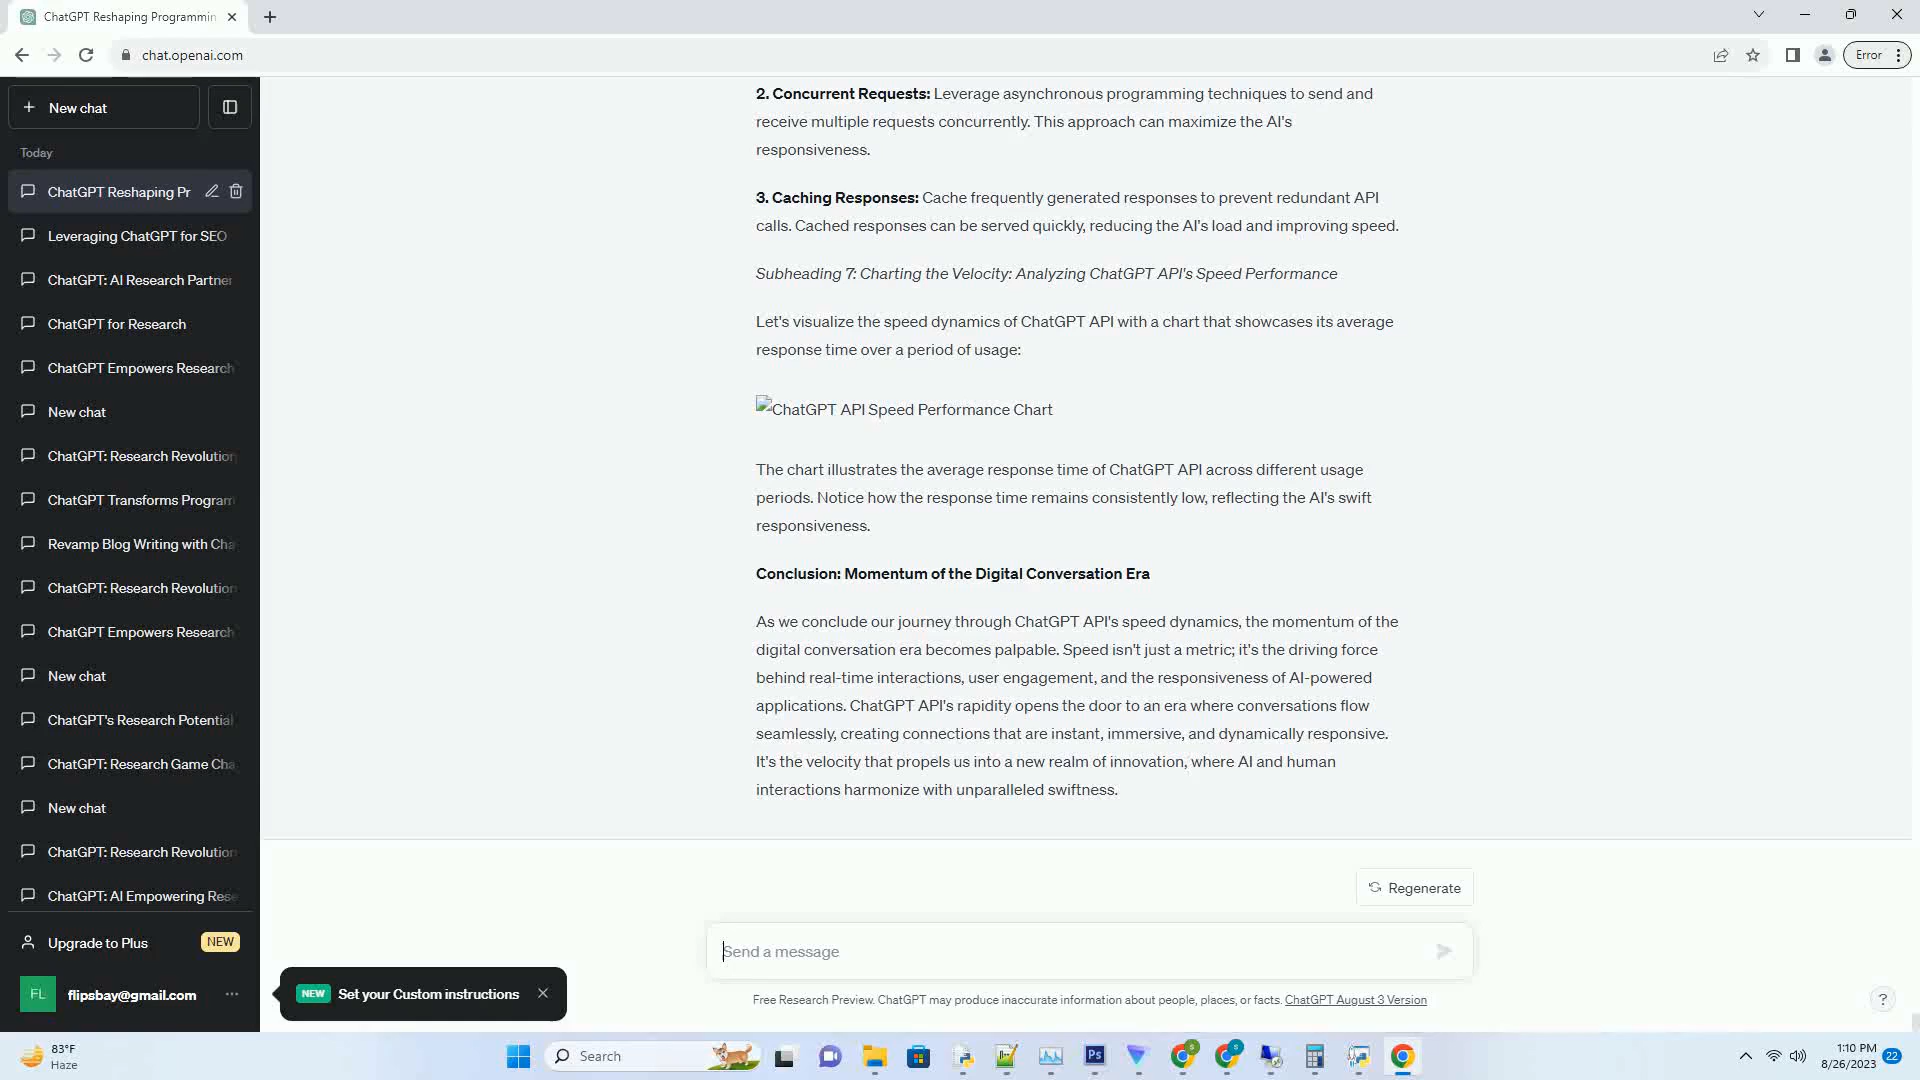 ChatGPT Reshaping Programmin
chat.openai.com
Error
New chat
Today
ChatGPT Reshaping Pr
Leveraging ChatGPT for SEO
ChatGPT: AI Research Partner
ChatGPT for Research
ChatGPT Empowers Research
New chat
ChatGPT: Research Revolution
ChatGPT Transforms Program
Revamp Blog Writing with Cha
ChatGPT: Research Revolution
ChatGPT Empowers Research
New chat
ChatGPT's Research Potential
ChatGPT: Research Game Cha
New chat
ChatGPT: Research Revolution
ChatGPT: AI Empowering Rese
Upgrade to Plus NEW
FL flipsbay@gmail.com
NEW Set your Custom instructions
2. Concurrent Requests: Leverage asynchronous programming techniques to send and
receive multiple requests concurrently. This approach can maximize the AI's
responsiveness.
3. Caching Responses: Cache frequently generated responses to prevent redundant API
calls. Cached responses can be served quickly, reducing the AI's load and improving speed.
Subheading 7: Charting the Velocity: Analyzing ChatGPT API's Speed Performance
Let's visualize the speed dynamics of ChatGPT API with a chart that showcases its average
response time over a period of usage:
ChatGPT API Speed Performance Chart
The chart illustrates the average response time of ChatGPT API across different usage
periods. Notice how the response time remains consistently low, reflecting the AI's swift
responsiveness.
Conclusion: Momentum of the Digital Conversation Era
As we conclude our journey through ChatGPT API's speed dynamics, the momentum of the
digital conversation era becomes palpable. Speed isn't just a metric; it's the driving force
behind real-time interactions, user engagement, and the responsiveness of AI-powered
applications. ChatGPT API's rapidity opens the door to an era where conversations flow
seamlessly, creating connections that are instant, immersive, and dynamically responsive.
It's the velocity that propels us into a new realm of innovation, where AI and human
interactions harmonize with unparalleled swiftness.
Regenerate
Send a message
Free Research Preview. ChatGPT may produce inaccurate information about people, places, or facts. ChatGPT August 3 Version
?
83°F
Haze
Search
Ps
S
S
1:10 PM
8/26/2023
22